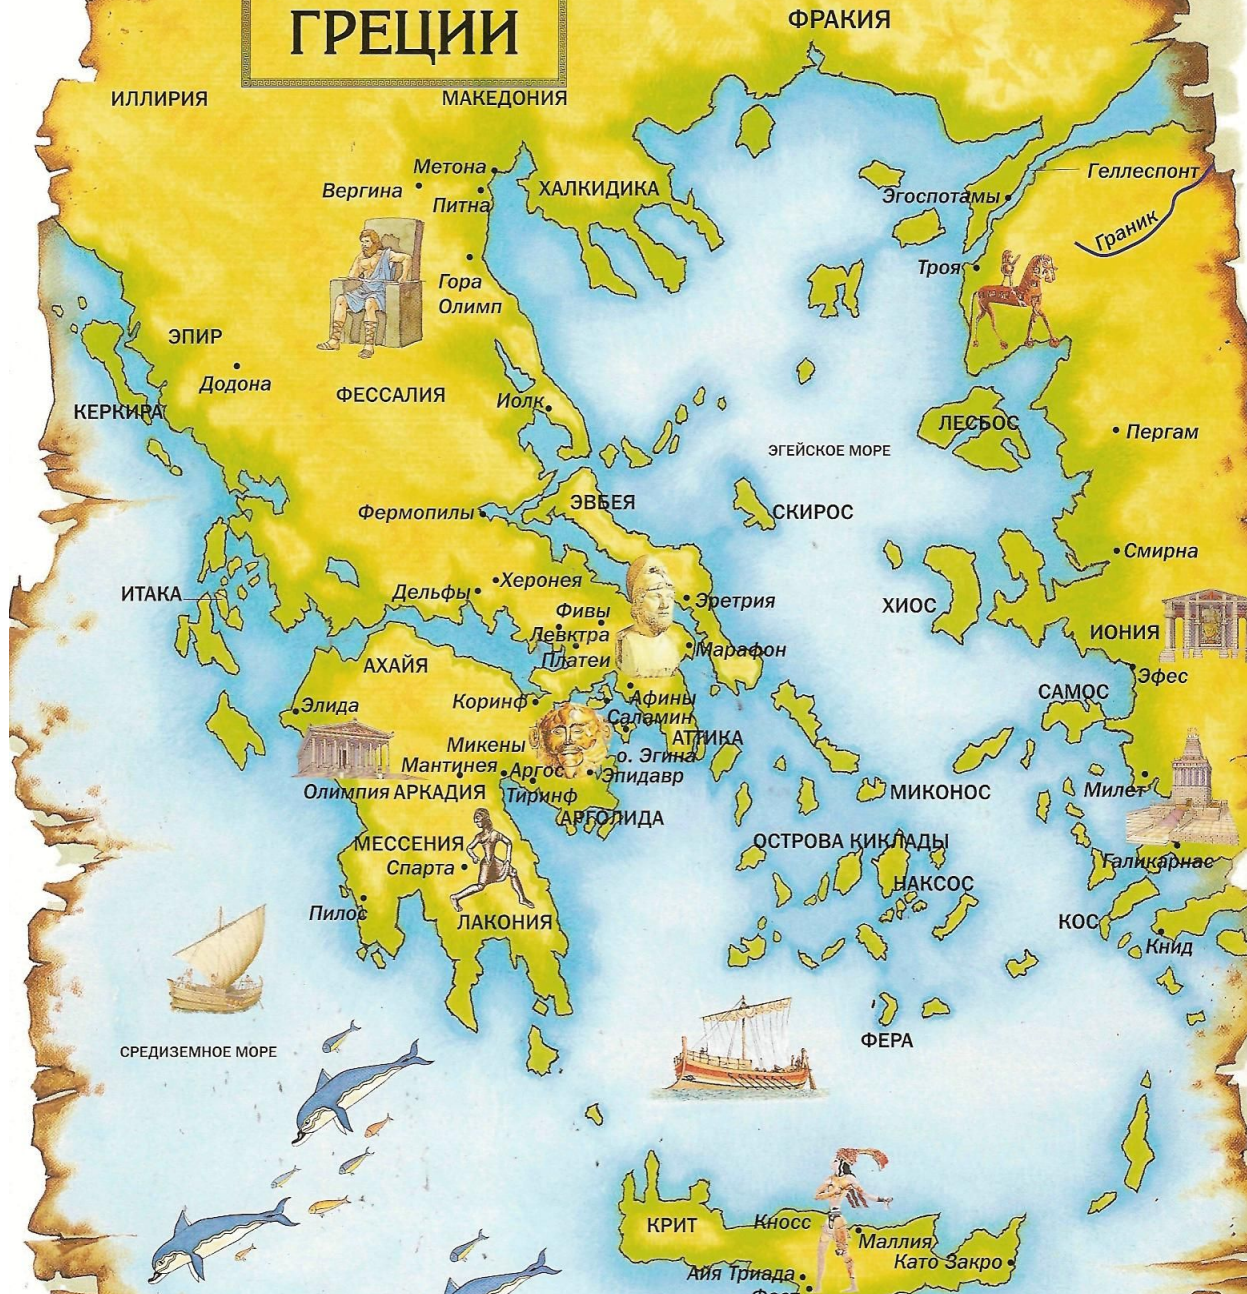 ГРЕЦИИ
ФРАКИЯ
ИЛЛИРИЯ
МАКЕДОНИЯ
Метона
Вергина
Питна
ХАЛКИДИКА
Геллеспонт
Эгоспотамы
Граник
Троя
Гора
Олимп
ЭПИР
Додона
ФЕССАЛИЯ
КЕРКИРА
Иолк
ЛЕСБОС
Пергам
ЭГЕЙСКОЕ МОРЕ
ЭВБЕЯ
СКИРОС
Фермопилы
Смирна
Херонея
Дельфы
ИТАКА
Эретрия
ХИОС
Фивы
Левктра
Платеи
Марафон
ИОНИЯ
АХАЙЯ
Эфес
САМОС
Элида
Коринф
Афины
Саламин
АТТИКА
Микены
о. Эгина
Мантинея
Аргос
Эпидавр
Олимпия
АРКАДИЯ
Тиринф
МИКОНОС
Милет
АРГОЛИДА
МЕССЕНИЯ
ОСТРОВА КИКЛАДЫ
Спарта
Галикарнас
НАКСОС
Пилос
ЛАКОНИЯ
КОС
Книд
ФЕРА
СРЕДИЗЕМНОЕ МОРЕ
КРИТ
Кносс
Маллия
Като Закро
Айя Триада